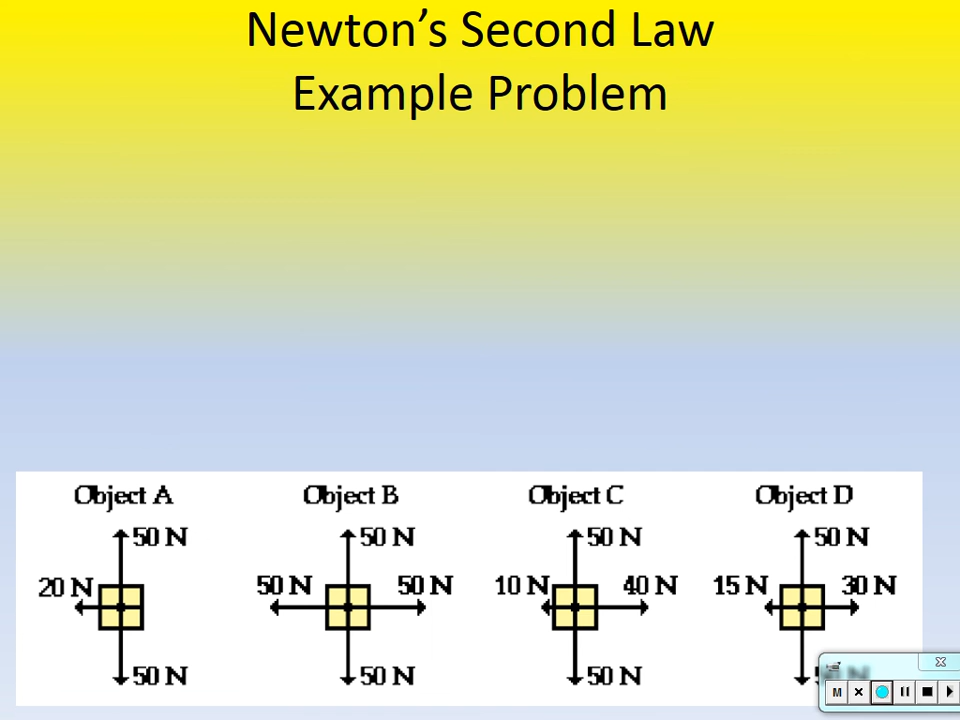 Newton’s Second Law
Example Problem
Object A Object B Object C Object D
50 N 50 N 50 N 50 N
20 N 50 N 50 N 10 N 40 N 15 N 30 N
50 N 50 N 50 N
M